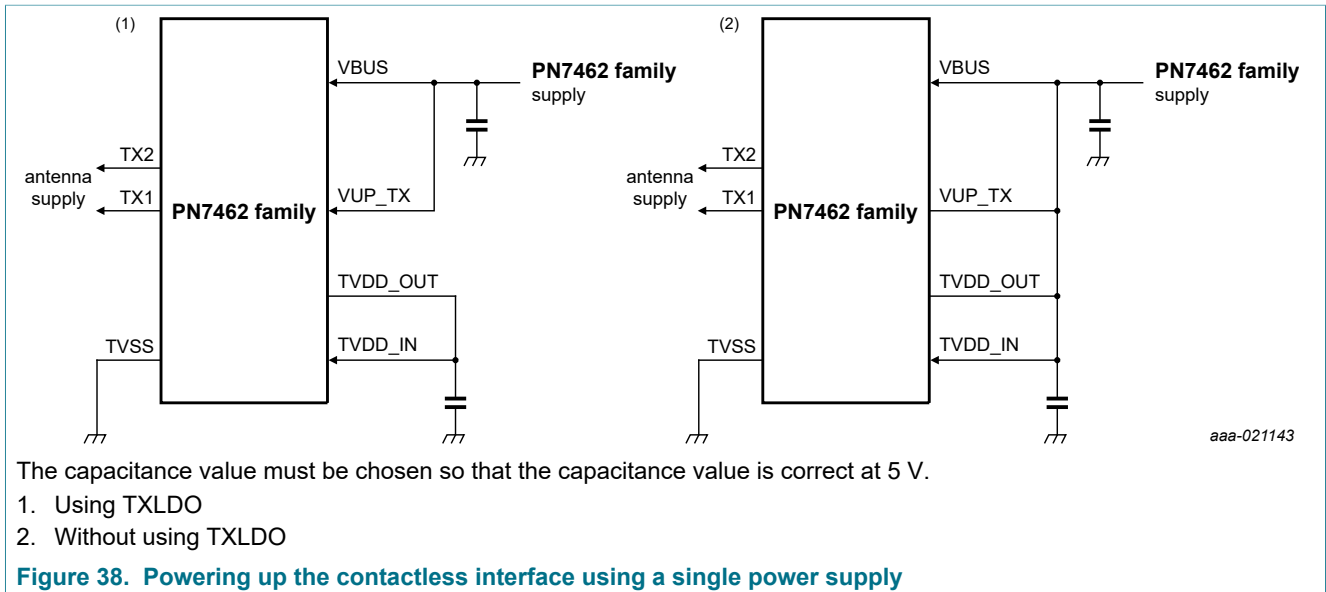 (1)
VBUS
PN7462 family
supply
TX2
antenna
supply
TX1
PN7462 family
VUP_TX
TVDD_OUT
TVSS
TVDD_IN
(2)
VBUS
PN7462 family
supply
TX2
antenna
supply
TX1
PN7462 family
VUP_TX
TVDD_OUT
TVSS
TVDD_IN
aaa-021143
The capacitance value must be chosen so that the capacitance value is correct at 5 V.
1. Using TXLDO
2. Without using TXLDO
Figure 38. Powering up the contactless interface using a single power supply